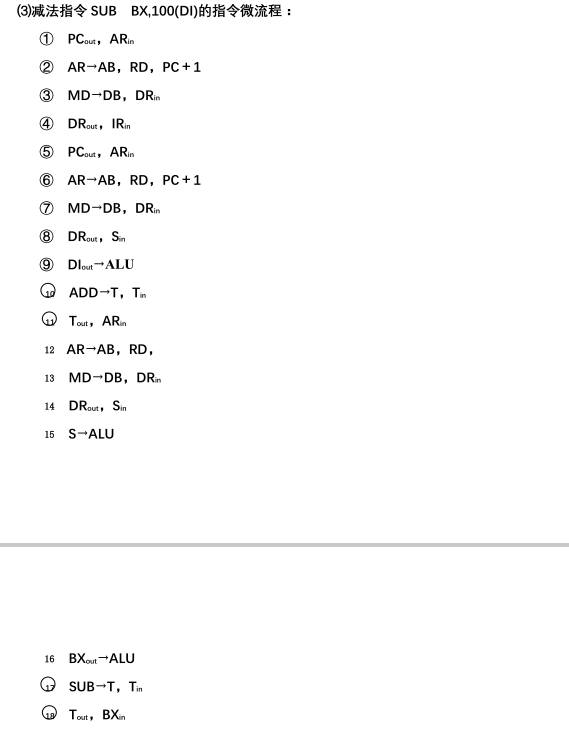 ⑶减法指令 SUB BX,100(DI)的指令微流程：
① PCout，ARin
② AR→AB，RD，PC＋1
③ MD→DB，DRin
④ DRout，IRin
⑤ PCout，ARin
⑥ AR→AB，RD，PC＋1
⑦ MD→DB，DRin
⑧ DRout，Sin
⑨ DIout→ALU
⑩ ADD→T，Tin
⑪ Tout，ARin
12 AR→AB，RD，
13 MD→DB，DRin
14 DRout，Sin
15 S→ALU
16 BXout→ALU
⑰ SUB→T，Tin
⑱ Tout，BXin